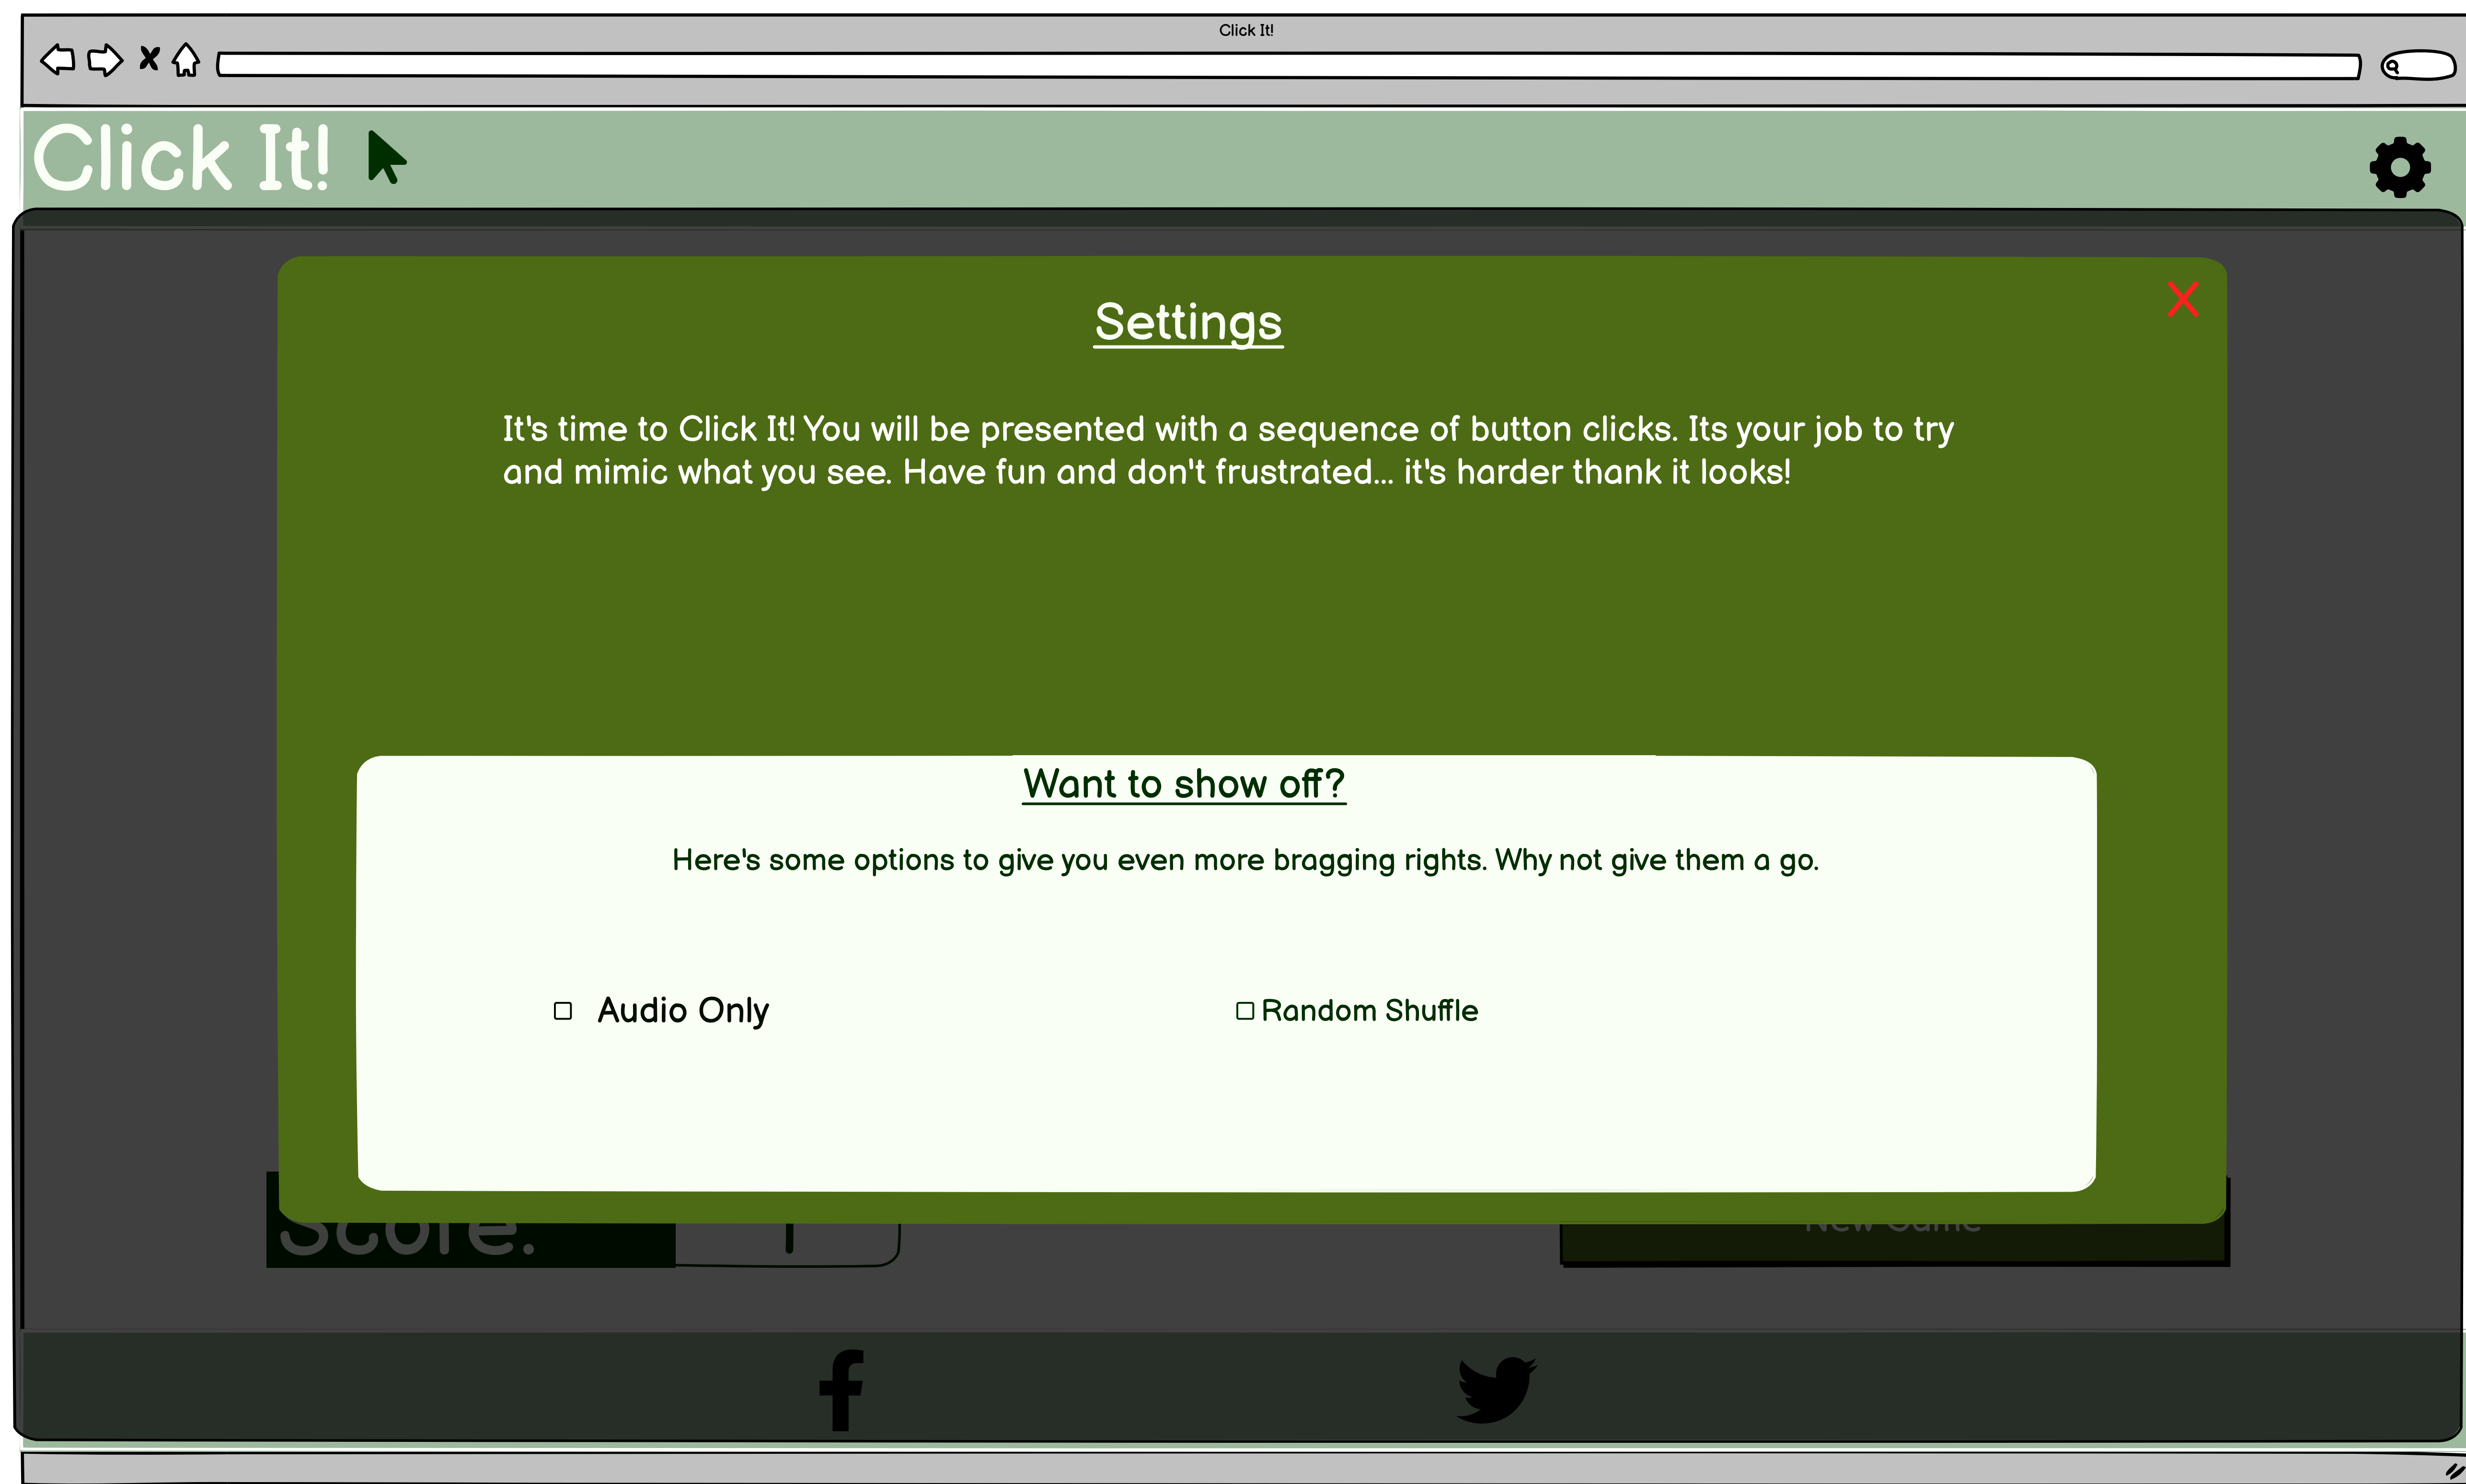 Click It!
Click It!
Settings
It's time to Click It! You will be presented with a sequence of button clicks. Its your job to try
and mimic what you see. Have fun and don't frustrated... it's harder thank it looks!
Want to show off?
Here's some options to give you even more bragging rights. Why not give them a go.
Audio Only
Random Shuffle
Score:
New Game